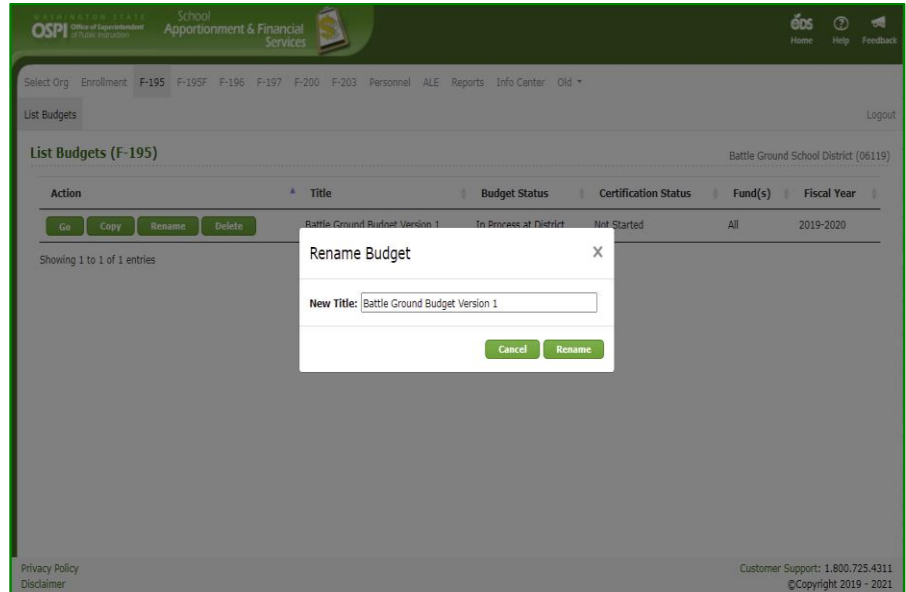 WASHINGTON STATE
OSPI Office of Superintendent of Public Instruction
School
Apportionment & Financial
Services
EDS
Home Help Feedback
Select Org Enrollment F-195 F-195F F-196 F-197 F-200 F-203 Personnel ALE Reports Info Center Old
List Budgets Logout
List Budgets (F-195) Battle Ground School District (06119)
Action Title Budget Status Certification Status Fund(s) Fiscal Year
Go Copy Rename Delete Battle Ground Budget Version 1 In Process at District Not Started All 2019-2020
Showing 1 to 1 of 1 entries
Rename Budget X
New Title: Battle Ground Budget Version 1
Cancel Rename
Privacy Policy Customer Support: 1.800.725.4311
Disclaimer ©Copyright 2019 - 2021